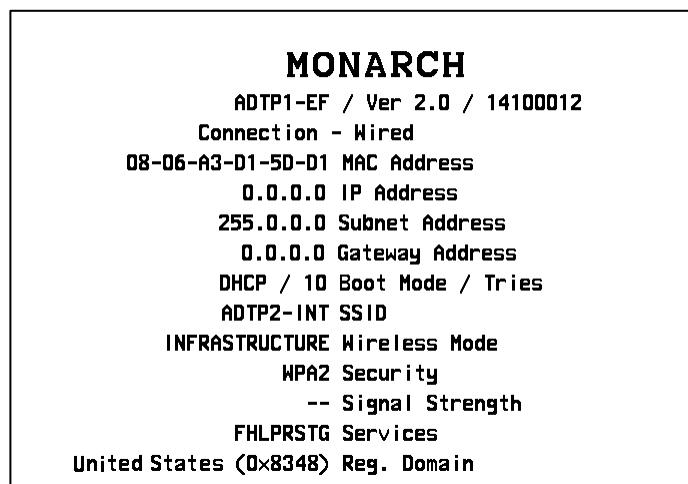 MONARCH
ADTP1-EF / Ver 2.0 / 14100012
Connection - Wired
08-06-A3-D1-5D-D1 MAC Address
0.0.0.0 IP Address
255.0.0.0 Subnet Address
0.0.0.0 Gateway Address
DHCP / 10 Boot Mode / Tries
ADTP2-INT SSID
INFRASTRUCTURE Wireless Mode
WPA2 Security
-- Signal Strength
FHLPRSTG Services
United States (0x8348) Reg. Domain